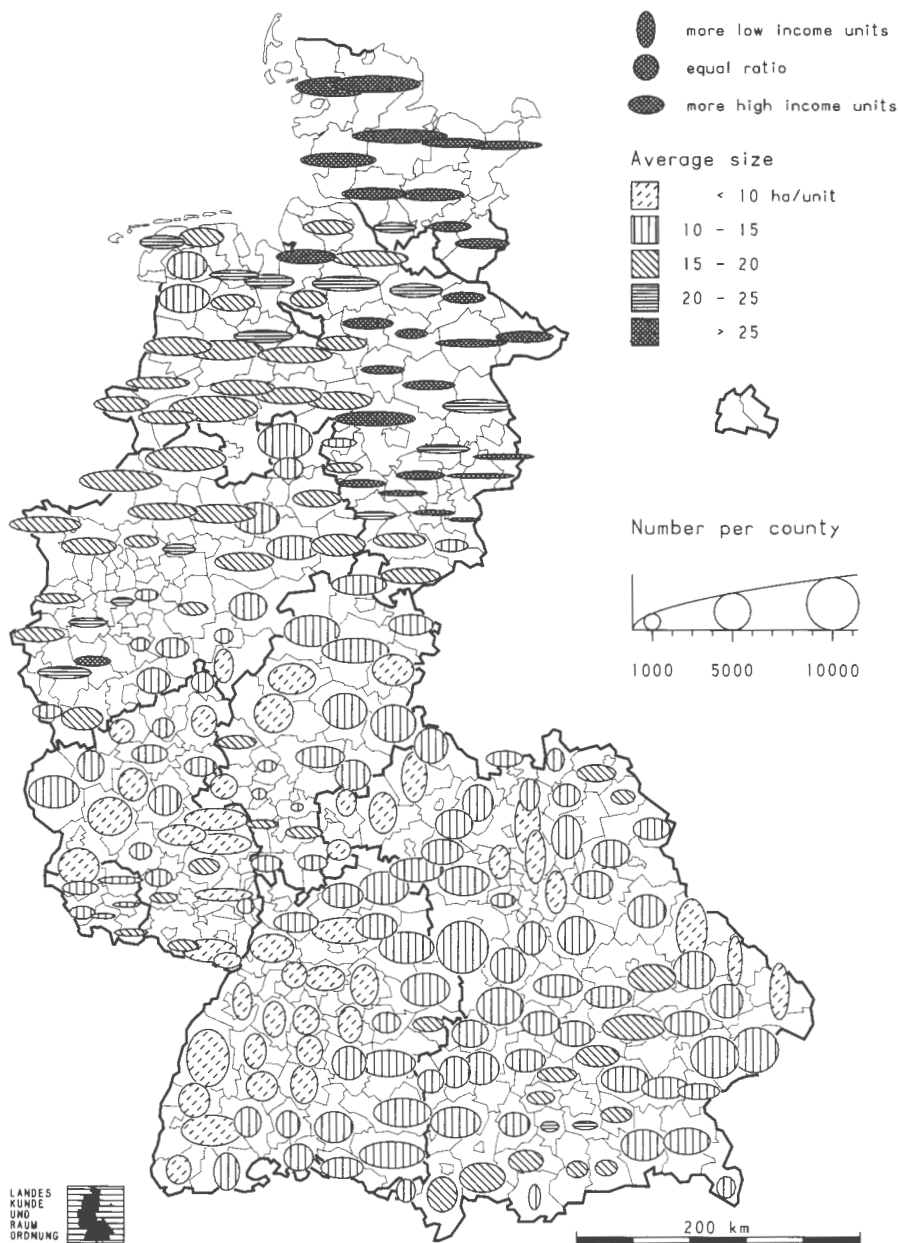 more low income units
equal ratio
more high income units
Average size
< 10 ha/unit
10 - 15
15 - 20
20 - 25
> 25
Number per county
1000 5000 10000
LANDES
KUNDE
UND
RAUM
ORDNUNG
200 km